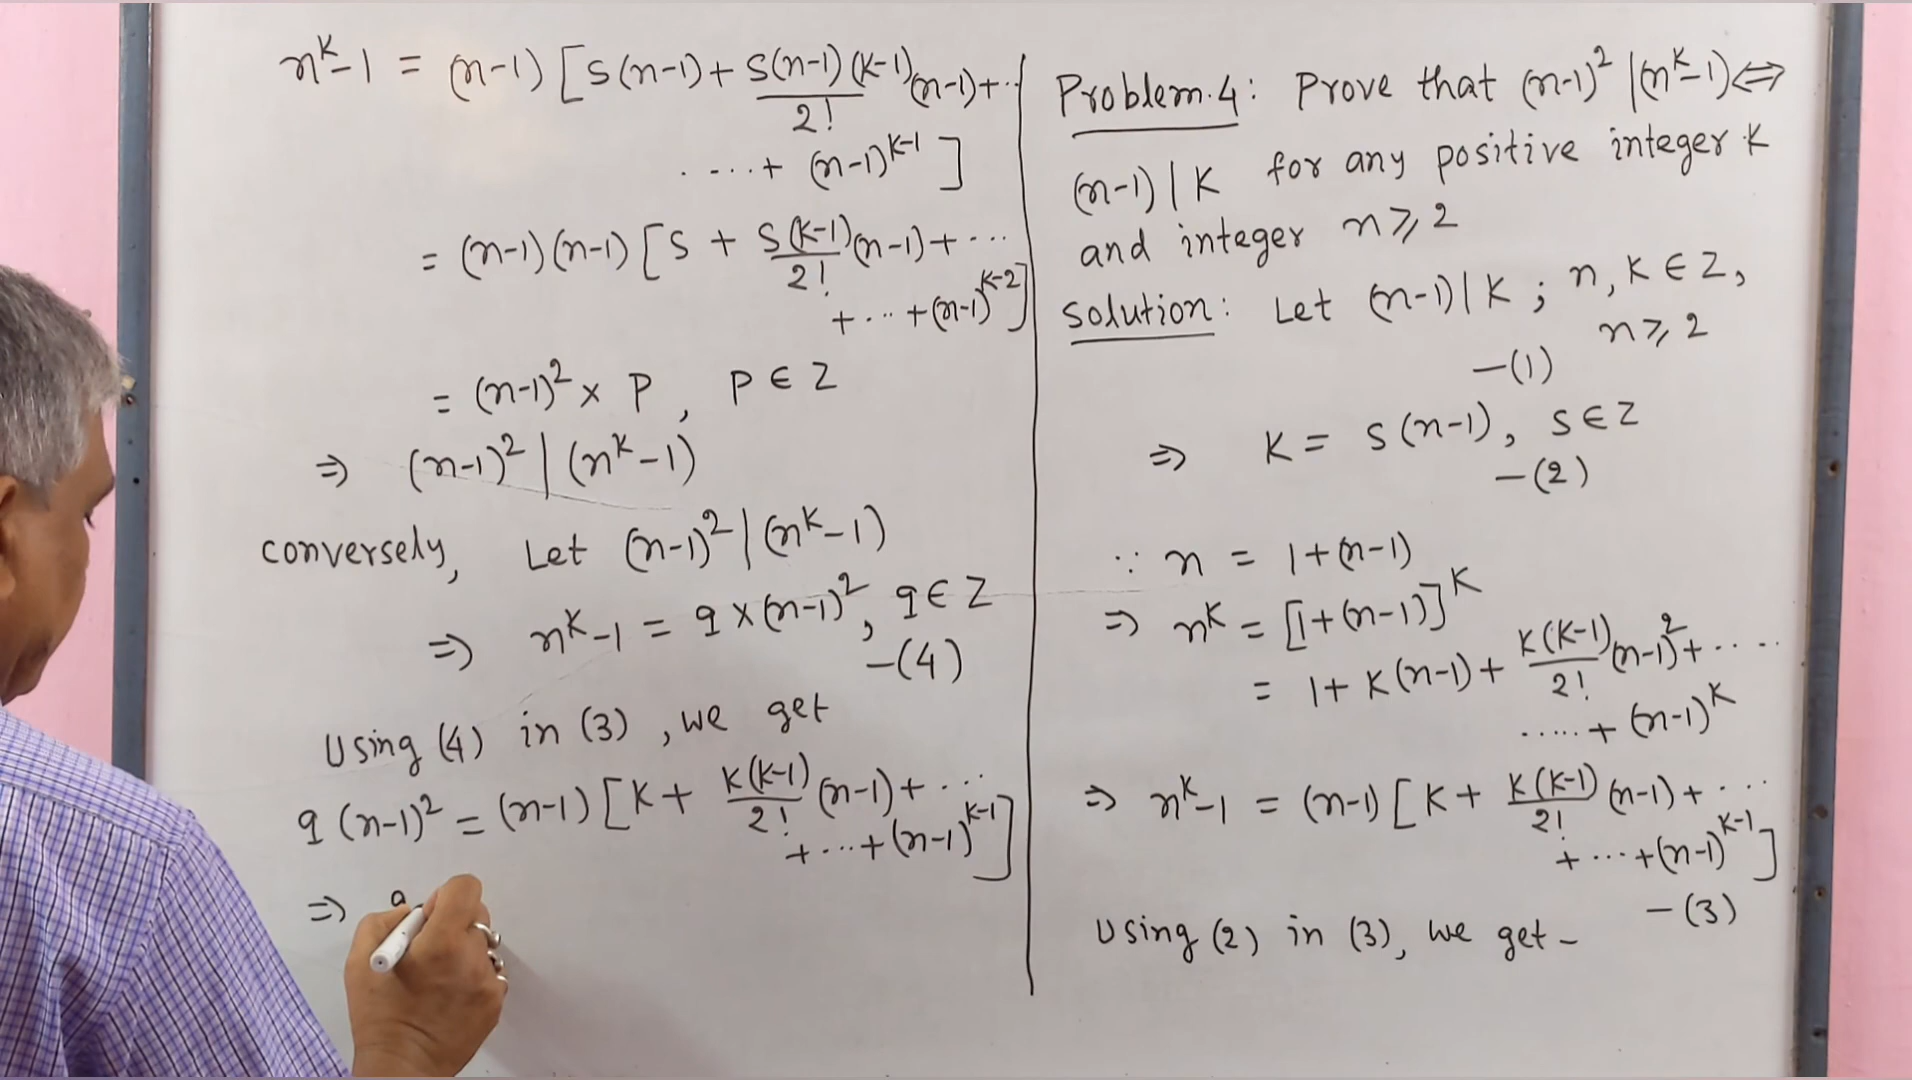 Problem.4: Prove that (n-1)² | (n^k-1) ⇔
(n-1) | K for any positive integer K
and integer n ⩾ 2
Solution: Let (n-1) | K ; n, K ∈ Z,
n ⩾ 2
-(1)
⇒ K = s(n-1), s ∈ Z
-(2)
∵ n = 1+(n-1)
⇒ n^k = [1+(n-1)]^K
= 1+ K(n-1) + K(K-1)/2! (n-1)² + ....
..... + (n-1)^K
⇒ n^k-1 = (n-1) [K + K(K-1)/2! (n-1) + ...
+ ... + (n-1)^{K-1}]
-(3)
Using (2) in (3), we get -
n^k-1 = (n-1) [s(n-1) + s(n-1)(K-1)/2! (n-1) + ..
..... + (n-1)^{K-1}]
= (n-1)(n-1) [s + s(K-1)/2! (n-1) + ...
+ ... + (n-1)^{K-2}]
= (n-1)² × P, P ∈ Z
⇒ (n-1)² | (n^k-1)
conversely, Let (n-1)² | (n^k-1)
⇒ n^k-1 = q × (n-1)², q ∈ Z
-(4)
Using (4) in (3), we get
q (n-1)² = (n-1) [K + K(K-1)/2! (n-1) + ...
+ ... + (n-1)^{K-1}]
⇒